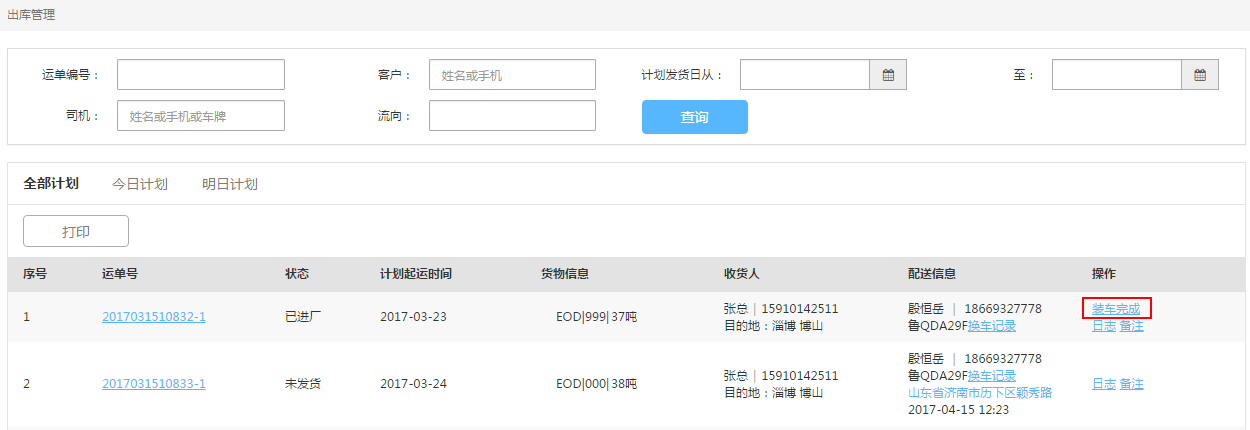 出库管理
运单编号： 客户： 姓名或手机 计划发货日从： 至：
司机： 姓名或手机或车牌 流向： 查询
全部计划 今日计划 明日计划
打印
序号 运单号 状态 计划起运时间 货物信息 收货人 配送信息 操作
1 2017031510832-1 已进厂 2017-03-23 EOD|999|37吨
张总 | 15910142511
目的地：淄博 博山
殷恒岳 | 18669327778
鲁QDA29F换车记录
装车完成
日志 备注
2 2017031510833-1 未发货 2017-03-24 EOD|000|38吨
张总 | 15910142511
目的地：淄博 博山
殷恒岳 | 18669327778
鲁QDA29F换车记录
山东省济南市历下区颖秀路
2017-04-15 12:23
日志 备注